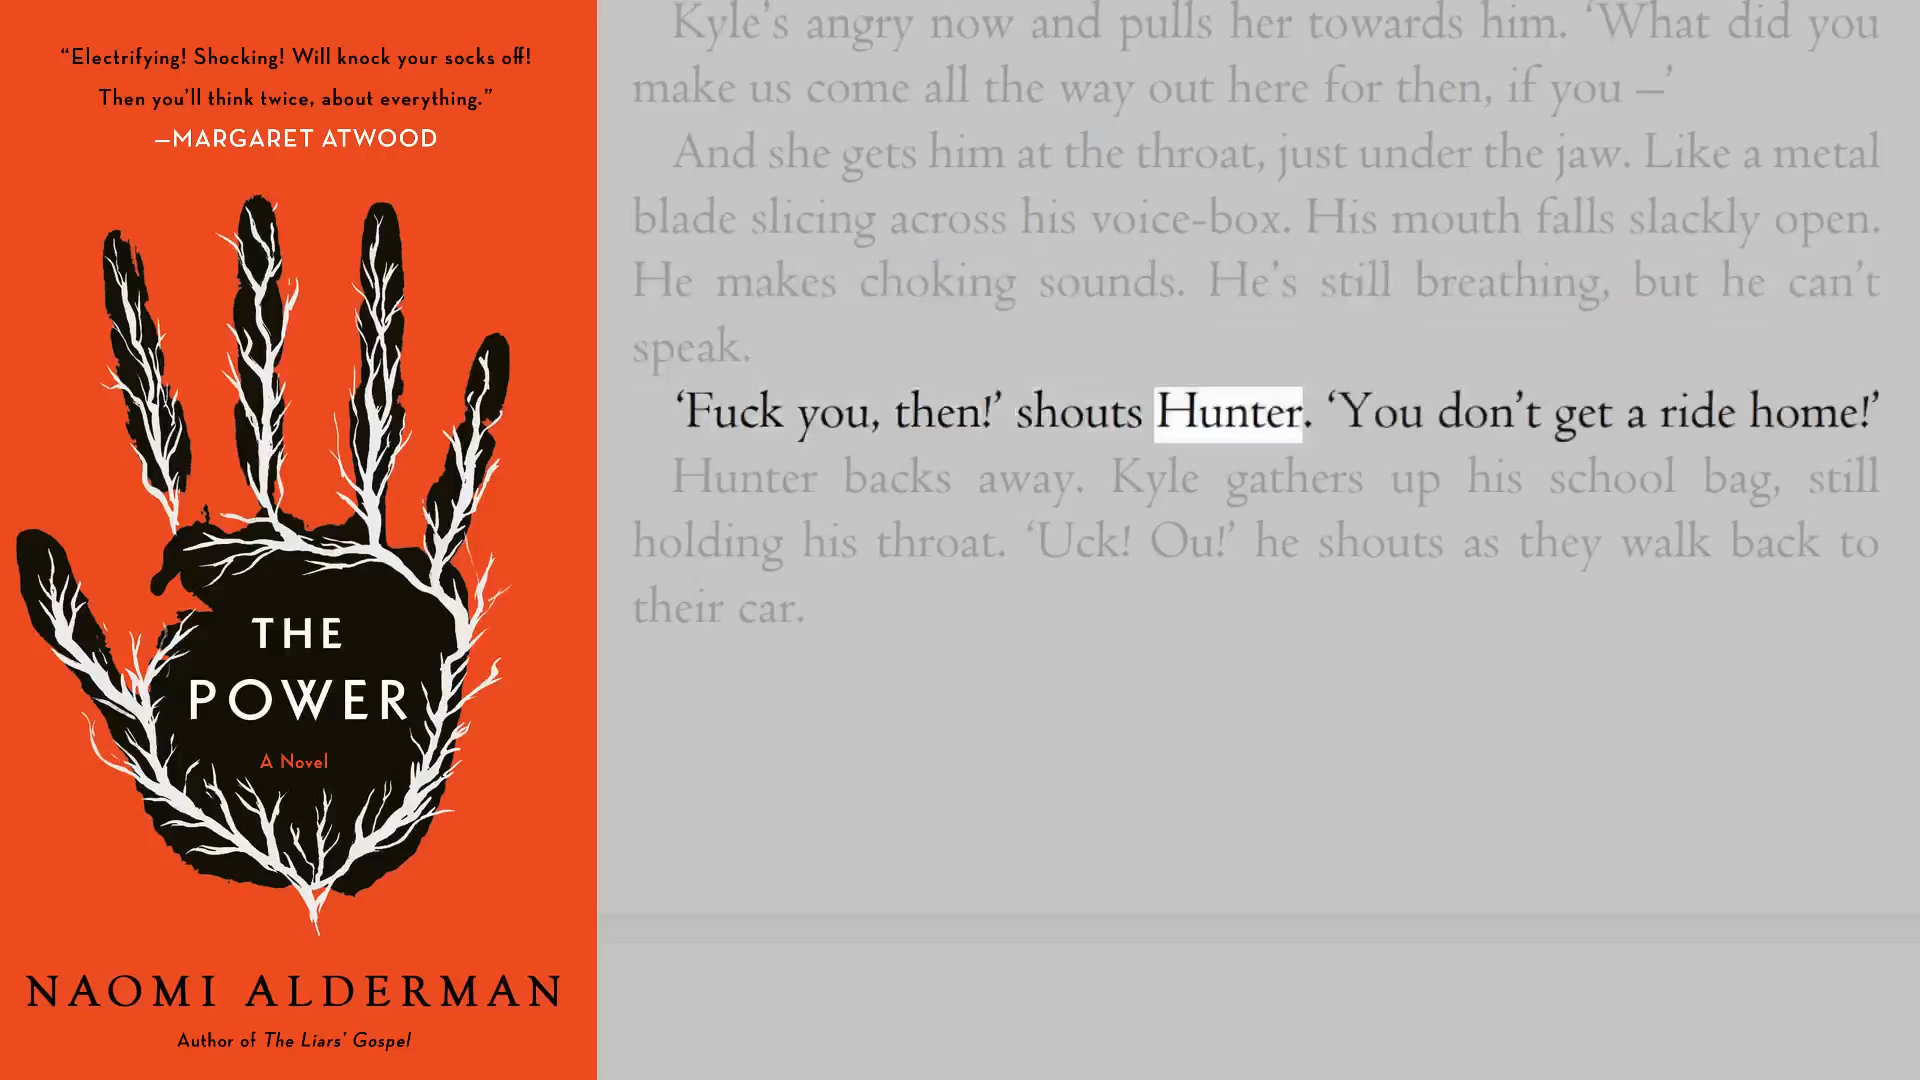 “Electrifying! Shocking! Will knock your socks off!
Then you’ll think twice, about everything.”
—MARGARET ATWOOD
THE
POWER
A Novel
NAOMI ALDERMAN
Author of The Liars’ Gospel
Kyle’s angry now and pulls her towards him. ‘What did you
make us come all the way out here for then, if you –’
And she gets him at the throat, just under the jaw. Like a metal
blade slicing across his voice-box. His mouth falls slackly open.
He makes choking sounds. He’s still breathing, but he can’t
speak.
‘Fuck you, then!’ shouts Hunter. ‘You don’t get a ride home!’
Hunter backs away. Kyle gathers up his school bag, still
holding his throat. ‘Uck! Ou!’ he shouts as they walk back to
their car.